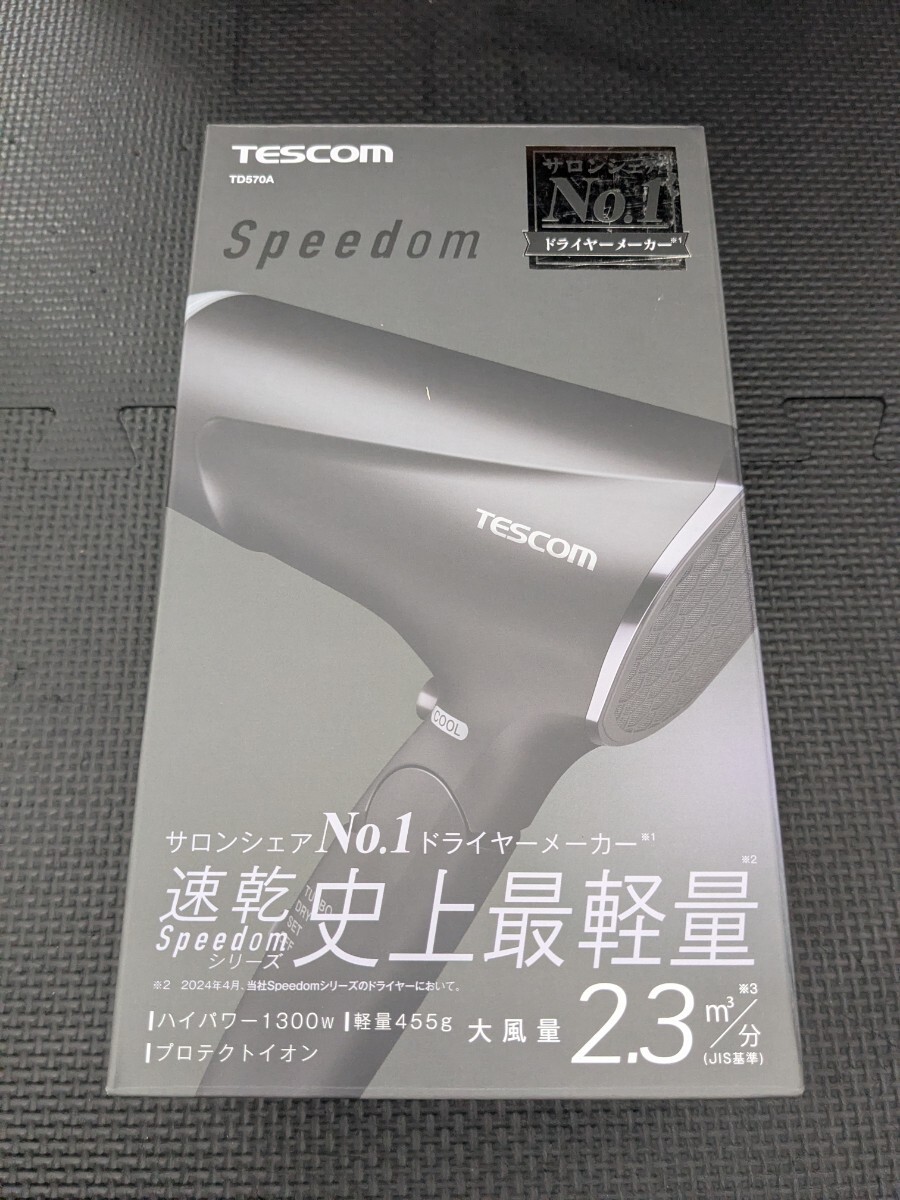 TESCOM
TD570A
Speedom
サロンシェア
No.1
ドライヤーメーカー※1
TESCOM
COOL
サロンシェアNo.1ドライヤーメーカー※1
速乾
Speedom
シリーズ
史上最軽量※2
※2 2024年4月、当社Speedomシリーズのドライヤーにおいて。
ハイパワー1300w 軽量455g
プロテクトイオン
大風量 2.3 m³/分※3
(JIS基準)